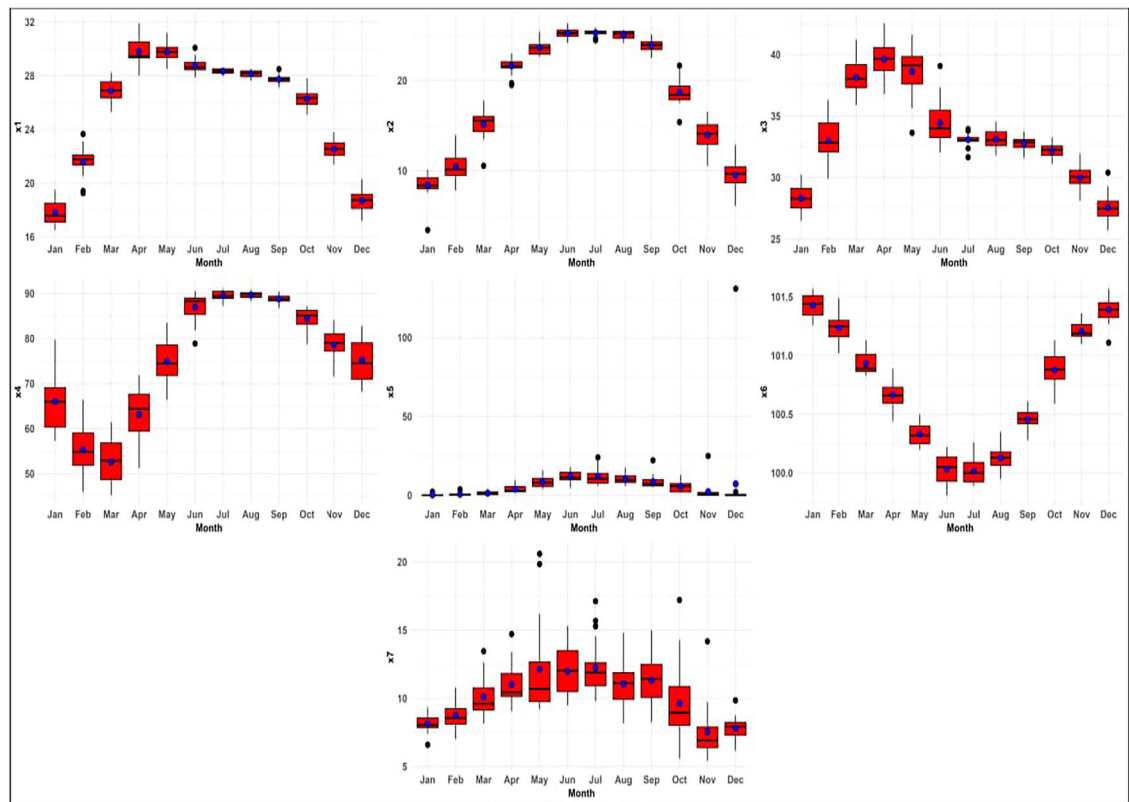 x1
32
28
24
20
16
Jan Feb Mar Apr May Jun Jul Aug Sep Oct Nov Dec
Month
x2
20
10
Jan Feb Mar Apr May Jun Jul Aug Sep Oct Nov Dec
Month
x3
40
35
30
25
Jan Feb Mar Apr May Jun Jul Aug Sep Oct Nov Dec
Month
x4
90
80
70
60
50
Jan Feb Mar Apr May Jun Jul Aug Sep Oct Nov Dec
Month
x5
100
50
0
Jan Feb Mar Apr May Jun Jul Aug Sep Oct Nov Dec
Month
x6
101.5
101.0
100.5
100.0
Jan Feb Mar Apr May Jun Jul Aug Sep Oct Nov Dec
Month
x7
20
15
10
5
Jan Feb Mar Apr May Jun Jul Aug Sep Oct Nov Dec
Month